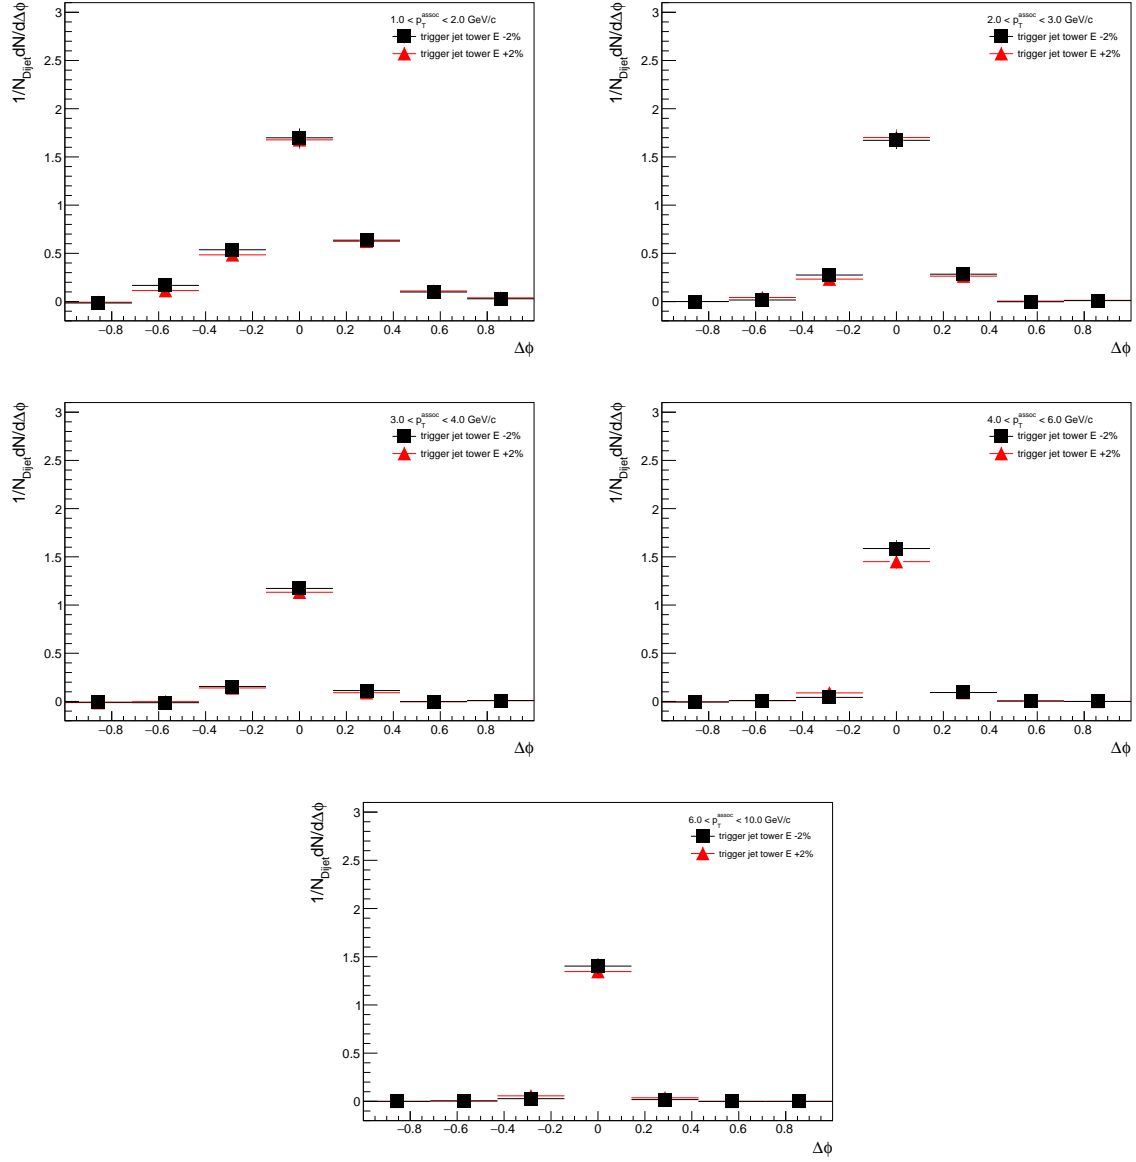 1/N_Dijet dN/dΔϕ
3
2.5
2
1.5
1
0.5
0
1.0 < p_T^assoc < 2.0 GeV/c
trigger jet tower E -2%
trigger jet tower E +2%
−0.8 −0.6 −0.4 −0.2 0 0.2 0.4 0.6 0.8
Δϕ
1/N_Dijet dN/dΔϕ
3
2.5
2
1.5
1
0.5
0
2.0 < p_T^assoc < 3.0 GeV/c
trigger jet tower E -2%
trigger jet tower E +2%
−0.8 −0.6 −0.4 −0.2 0 0.2 0.4 0.6 0.8
Δϕ
1/N_Dijet dN/dΔϕ
3
2.5
2
1.5
1
0.5
0
3.0 < p_T^assoc < 4.0 GeV/c
trigger jet tower E -2%
trigger jet tower E +2%
−0.8 −0.6 −0.4 −0.2 0 0.2 0.4 0.6 0.8
Δϕ
1/N_Dijet dN/dΔϕ
3
2.5
2
1.5
1
0.5
0
4.0 < p_T^assoc < 6.0 GeV/c
trigger jet tower E -2%
trigger jet tower E +2%
−0.8 −0.6 −0.4 −0.2 0 0.2 0.4 0.6 0.8
Δϕ
1/N_Dijet dN/dΔϕ
3
2.5
2
1.5
1
0.5
0
6.0 < p_T^assoc < 10.0 GeV/c
trigger jet tower E -2%
trigger jet tower E +2%
−0.8 −0.6 −0.4 −0.2 0 0.2 0.4 0.6 0.8
Δϕ